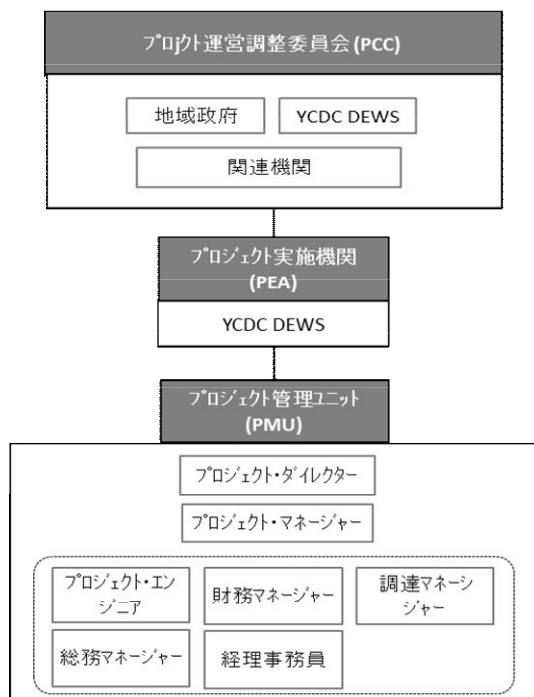 プロジェクト運営調整委員会 (PCC)
地域政府
YCDC DEWS
関連機関
プロジェクト実施機関
(PEA)
YCDC DEWS
プロジェクト管理ユニット
(PMU)
プロジェクト・ダイレクター
プロジェクト・マネージャー
プロジェクト・エン
ジニア
財務マネージャー
調達マネーシ
ジャー
総務マネージャー
経理事務員